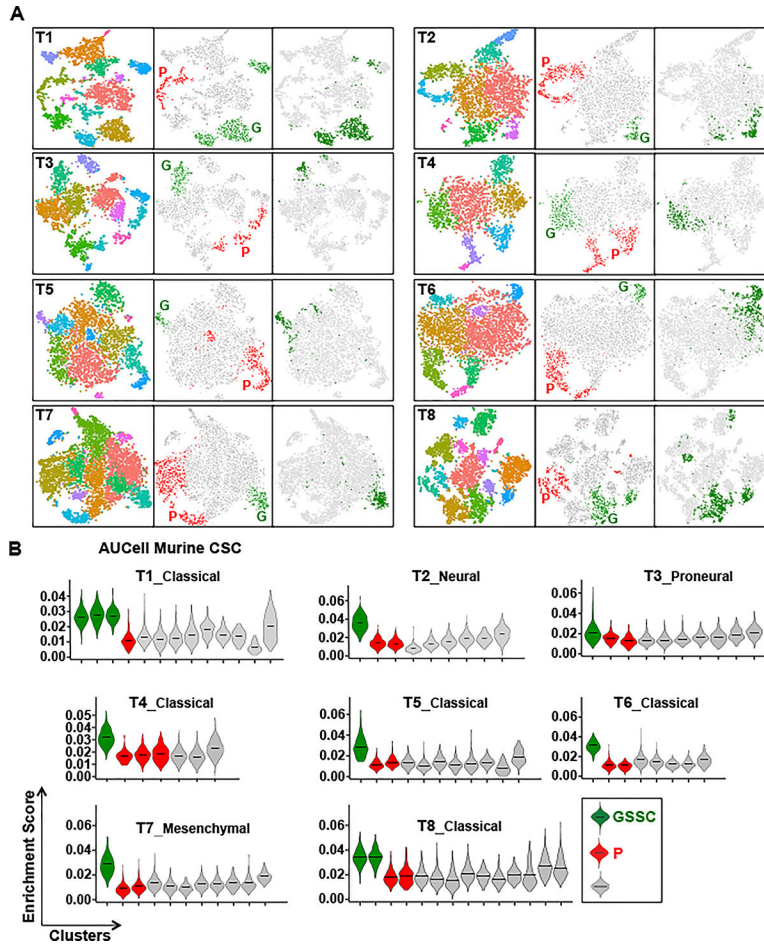 A
T1
P
G
T2
P
G
T3
G
P
T4
G
P
T5
G
P
T6
G
P
T7
P
G
T8
P
G
B
AUCell Murine CSC
T1_Classical
0.04
0.03
0.02
0.01
0.00
T2_Neural
0.06
0.04
0.02
0.00
T3_Proneural
0.06
0.04
0.02
0.00
T4_Classical
0.05
0.04
0.03
0.02
0.01
0.00
T5_Classical
0.06
0.04
0.02
0.00
T6_Classical
0.06
0.04
0.02
0.00
T7_Mesenchymal
0.06
0.04
0.02
0.00
T8_Classical
0.06
0.04
0.02
0.00
GSSC
P
Enrichment Score
Clusters